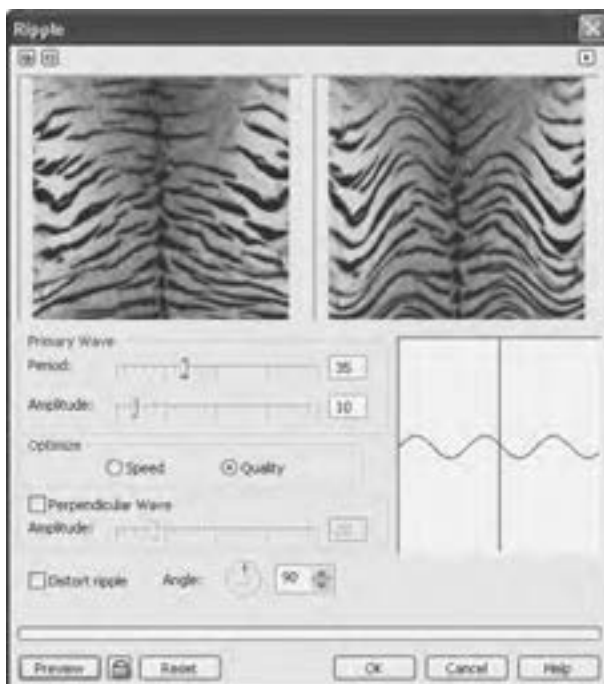 Ripple
Primary Wave
Period: 35
Amplitude: 10
Optimize
Speed Quality
Perpendicular Wave
Amplitude:
Distort ripple Angle: 90
Preview Reset OK Cancel Help